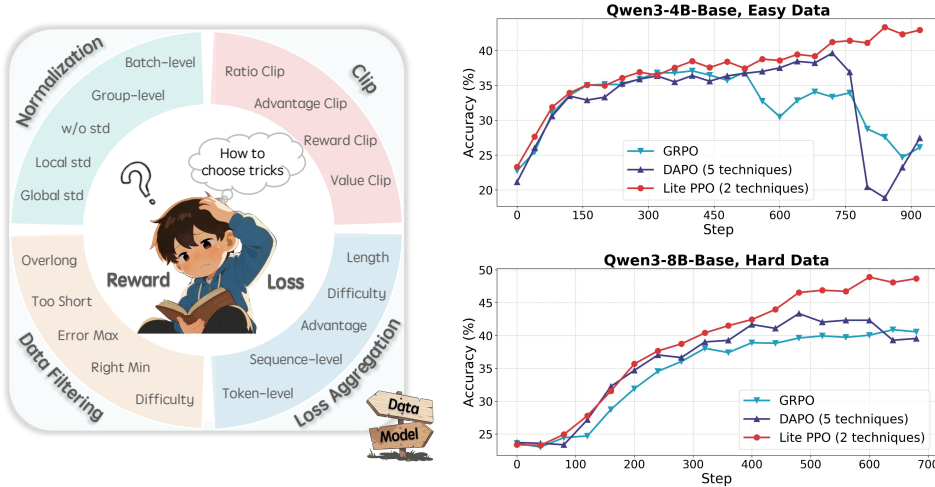 Normalization
Batch-level
Group-level
w/o std
Local std
Global std
Clip
Ratio Clip
Advantage Clip
Reward Clip
Value Clip
How to
choose tricks
Reward
Loss
Data Filtering
Overlong
Too Short
Error Max
Right Min
Difficulty
Loss Aggregation
Length
Difficulty
Advantage
Sequence-level
Token-level
Data
Model
Qwen3-4B-Base, Easy Data
Accuracy (%)
40
35
30
25
20
GRPO
DAPO (5 techniques)
Lite PPO (2 techniques)
0 150 300 450 600 750 900
Step
Qwen3-8B-Base, Hard Data
Accuracy (%)
50
45
40
35
30
25
GRPO
DAPO (5 techniques)
Lite PPO (2 techniques)
0 100 200 300 400 500 600 700
Step